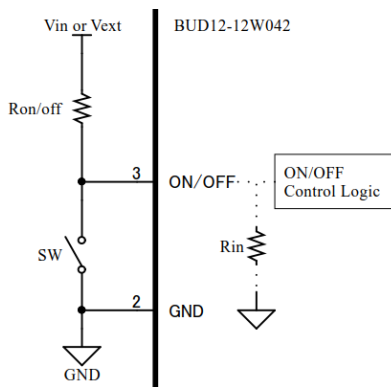 Vin or Vext
BUD12-12W042
Ron/off
3
ON/OFF
ON/OFF
Control Logic
SW
Rin
2
GND
GND